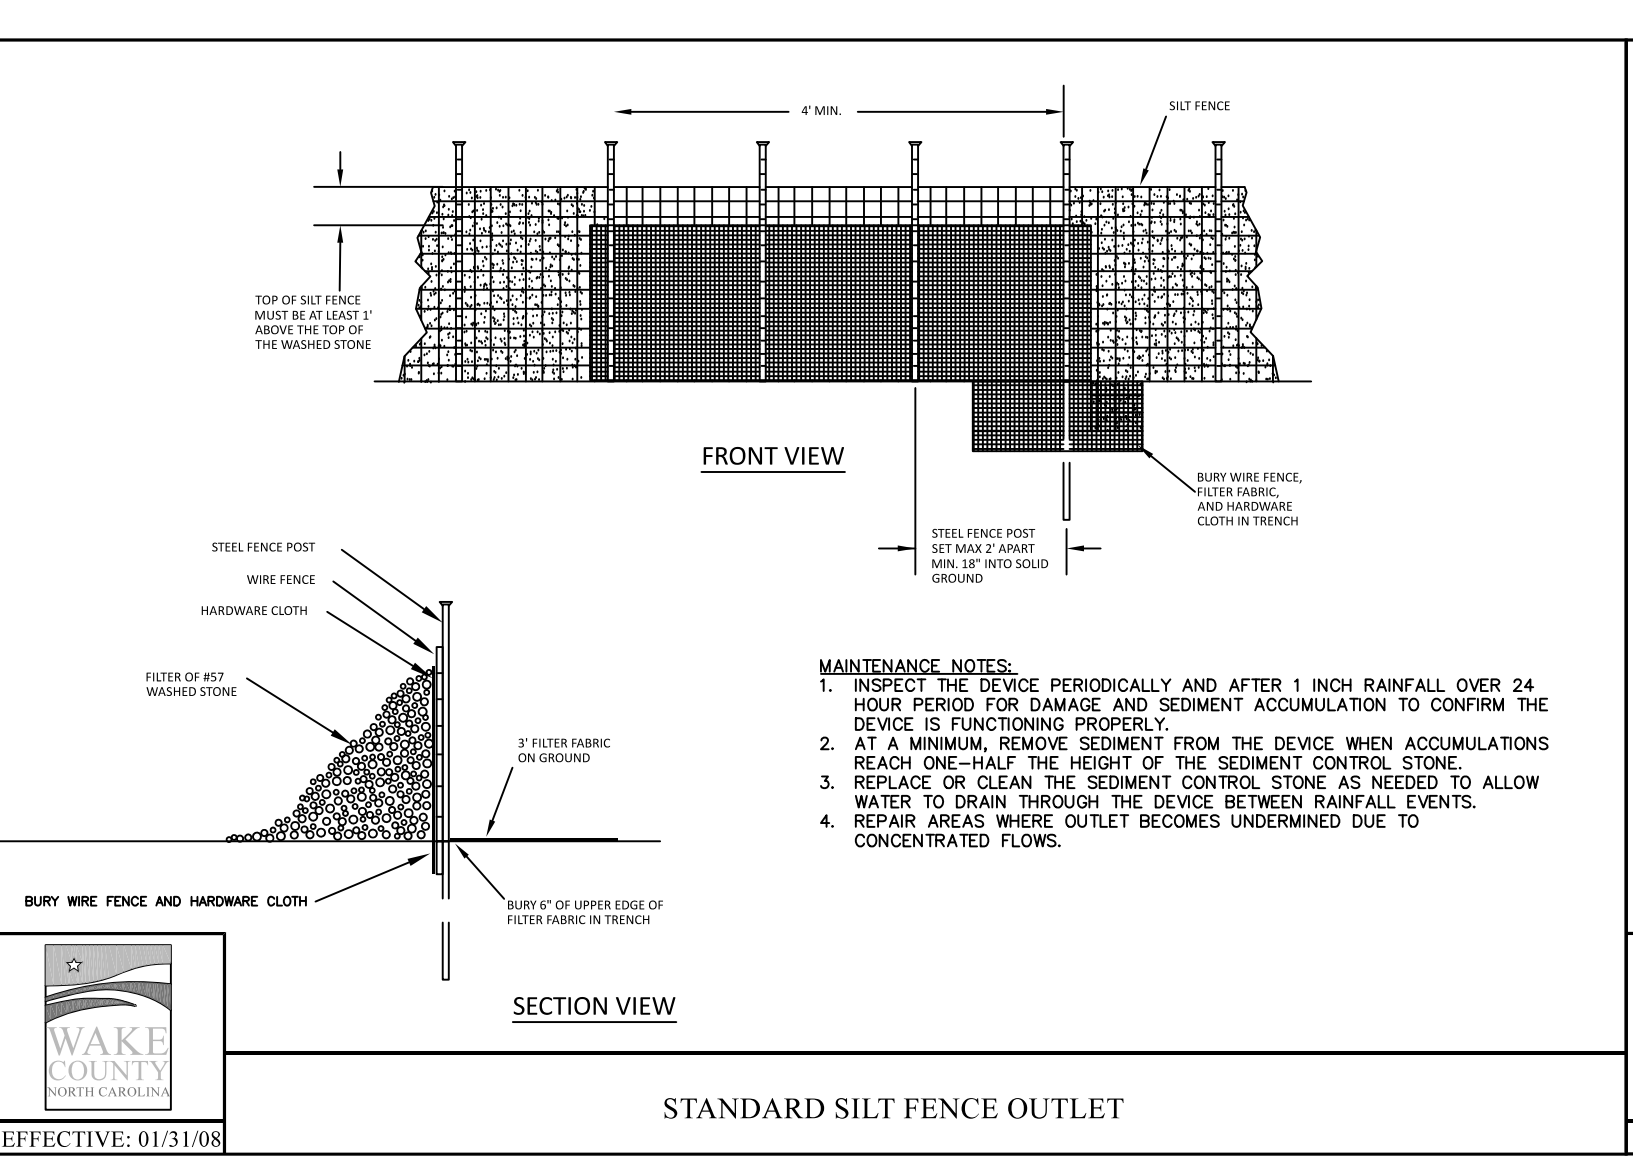 4' MIN.
SILT FENCE
TOP OF SILT FENCE
MUST BE AT LEAST 1'
ABOVE THE TOP OF
THE WASHED STONE
FRONT VIEW
BURY WIRE FENCE,
FILTER FABRIC,
AND HARDWARE
CLOTH IN TRENCH
STEEL FENCE POST
SET MAX 2' APART
MIN. 18" INTO SOLID
GROUND
STEEL FENCE POST
WIRE FENCE
HARDWARE CLOTH
FILTER OF #57
WASHED STONE
3' FILTER FABRIC
ON GROUND
BURY WIRE FENCE AND HARDWARE CLOTH
BURY 6" OF UPPER EDGE OF
FILTER FABRIC IN TRENCH
SECTION VIEW
MAINTENANCE NOTES:
1. INSPECT THE DEVICE PERIODICALLY AND AFTER 1 INCH RAINFALL OVER 24
HOUR PERIOD FOR DAMAGE AND SEDIMENT ACCUMULATION TO CONFIRM THE
DEVICE IS FUNCTIONING PROPERLY.
2. AT A MINIMUM, REMOVE SEDIMENT FROM THE DEVICE WHEN ACCUMULATIONS
REACH ONE-HALF THE HEIGHT OF THE SEDIMENT CONTROL STONE.
3. REPLACE OR CLEAN THE SEDIMENT CONTROL STONE AS NEEDED TO ALLOW
WATER TO DRAIN THROUGH THE DEVICE BETWEEN RAINFALL EVENTS.
4. REPAIR AREAS WHERE OUTLET BECOMES UNDERMINED DUE TO
CONCENTRATED FLOWS.
WAKE
COUNTY
NORTH CAROLINA
EFFECTIVE: 01/31/08
STANDARD SILT FENCE OUTLET